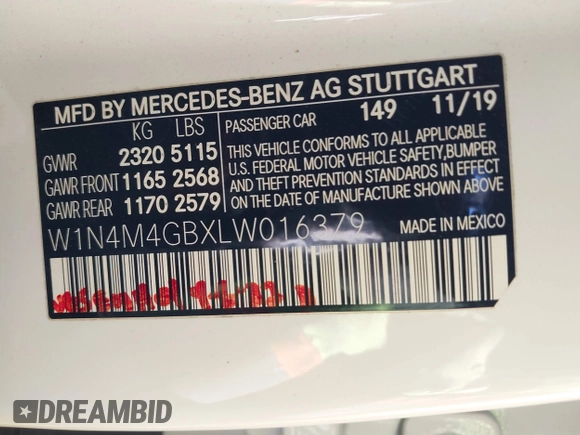 MFD BY MERCEDES-BENZ AG STUTTGART
KG LBS
GVWR 2320 5115
GAWR FRONT 1165 2568
GAWR REAR 1170 2579
PASSENGER CAR 149 11/19
THIS VEHICLE CONFORMS TO ALL APPLICABLE
U.S. FEDERAL MOTOR VEHICLE SAFETY,BUMPER
AND THEFT PREVENTION STANDARDS IN EFFECT
ON THE DATE OF MANUFACTURE SHOWN ABOVE.
W1N4M4GBXLW016379 MADE IN MEXICO
DREAMBID